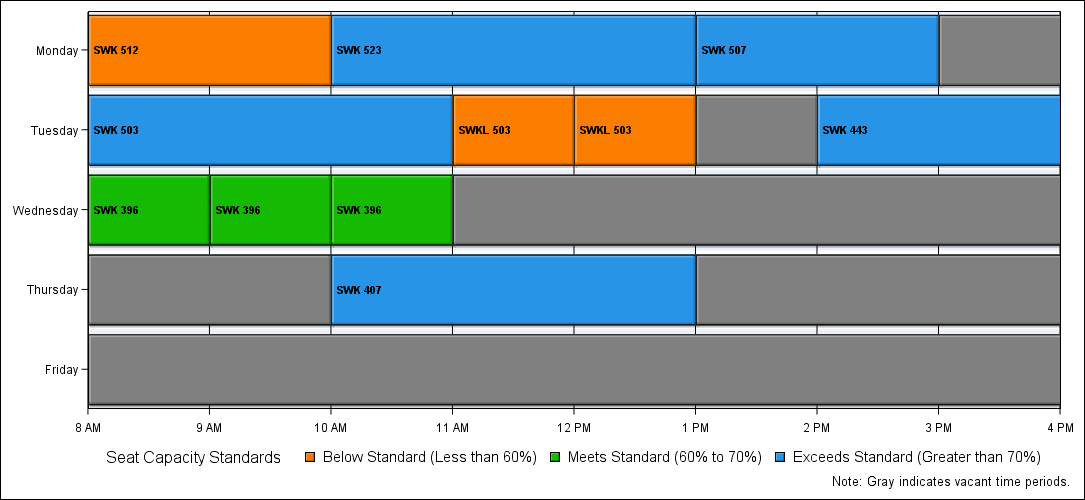 Monday
SWK 512
SWK 523
SWK 507
Tuesday
SWK 503
SWKL 503
SWKL 503
SWK 443
Wednesday
SWK 396
SWK 396
SWK 396
Thursday
SWK 407
Friday
8 AM
9 AM
10 AM
11 AM
12 PM
1 PM
2 PM
3 PM
4 PM
Seat Capacity Standards
Below Standard (Less than 60%)
Meets Standard (60% to 70%)
Exceeds Standard (Greater than 70%)
Note: Gray indicates vacant time periods.